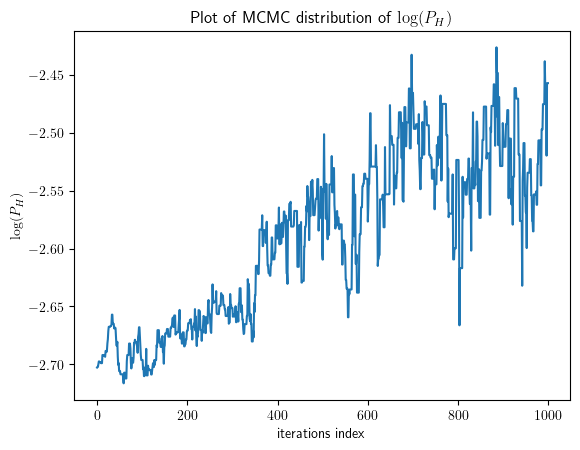 Plot of MCMC distribution of log(P_H)
log(P_H)
−2.45
−2.50
−2.55
−2.60
−2.65
−2.70
0 200 400 600 800 1000
iterations index